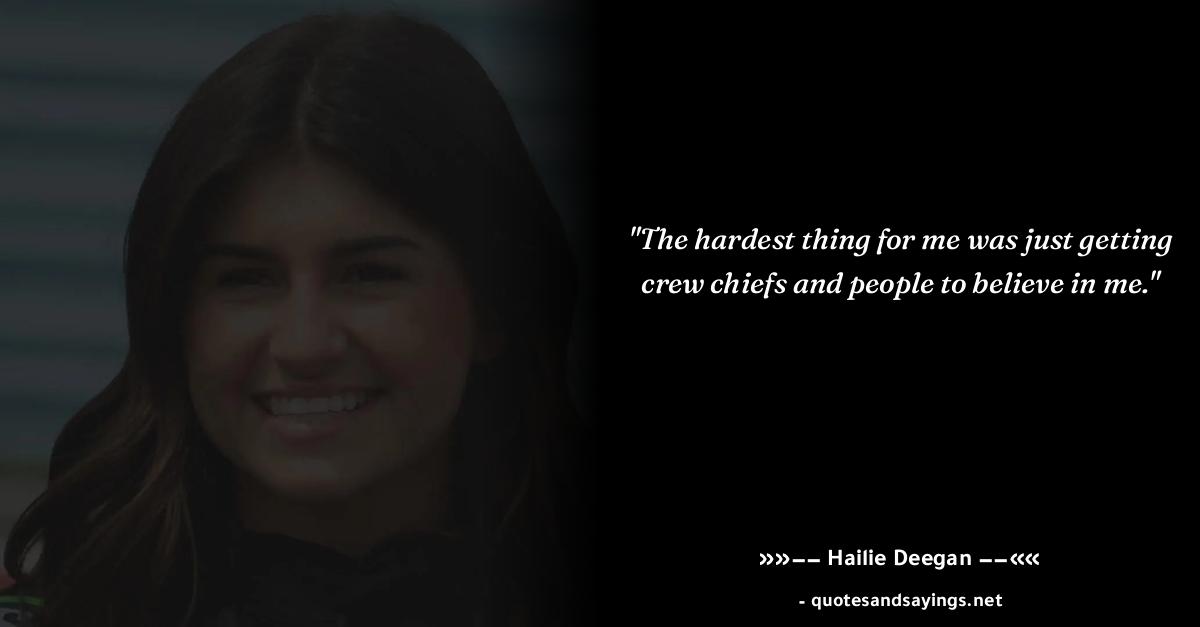 "The hardest thing for me was just getting
crew chiefs and people to believe in me."
»»−− Hailie Deegan −−««
- quotesandsayings.net